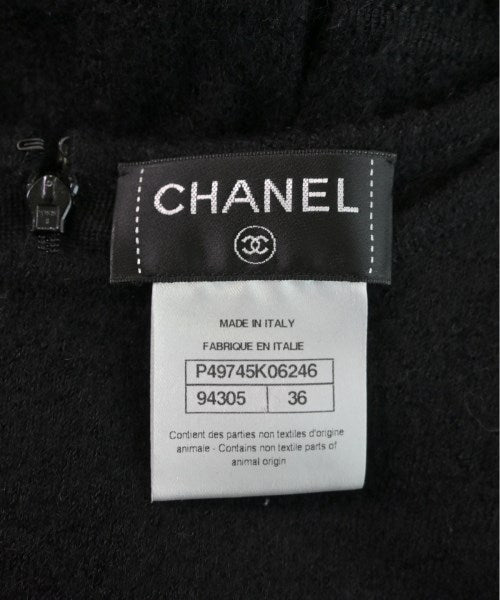 CHANEL
MADE IN ITALY
FABRIQUE EN ITALIE
P49745K06246
94305 36
Contient des parties non textiles d'origine
animale - Contains non textile parts of
animal origin